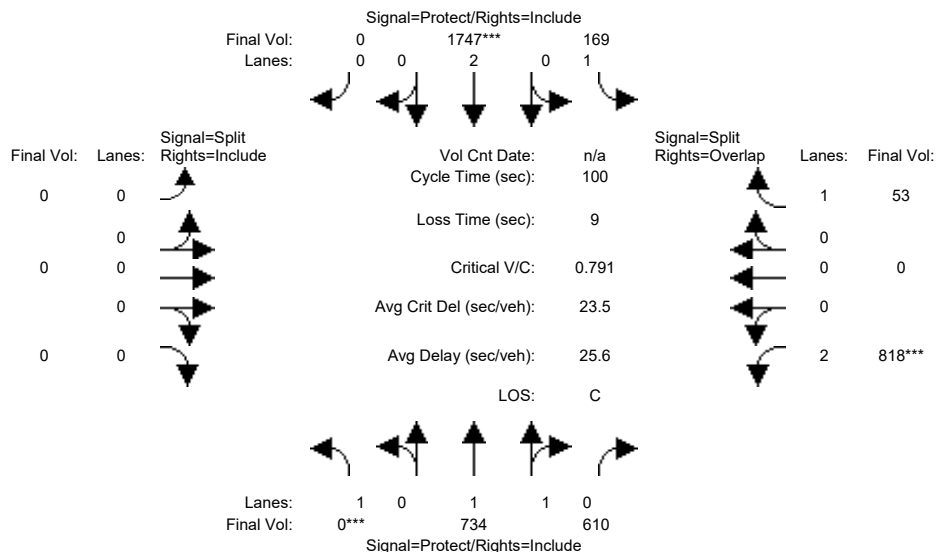 Signal=Protect/Rights=Include
Final Vol: 0 1747*** 169
Lanes: 0 0 2 0 1
Signal=Split
Final Vol: Lanes: Rights=Include
Vol Cnt Date: n/a
Signal=Split
Rights=Overlap Lanes: Final Vol:
Cycle Time (sec): 100
0 0
1 53
Loss Time (sec): 9
0
0
0 0
Critical V/C: 0.791
0 0
0
Avg Crit Del (sec/veh): 23.5
0
0 0
Avg Delay (sec/veh): 25.6
2 818***
LOS: C
Lanes: 1 0 1 1 0
Final Vol: 0*** 734 610
Signal=Protect/Rights=Include